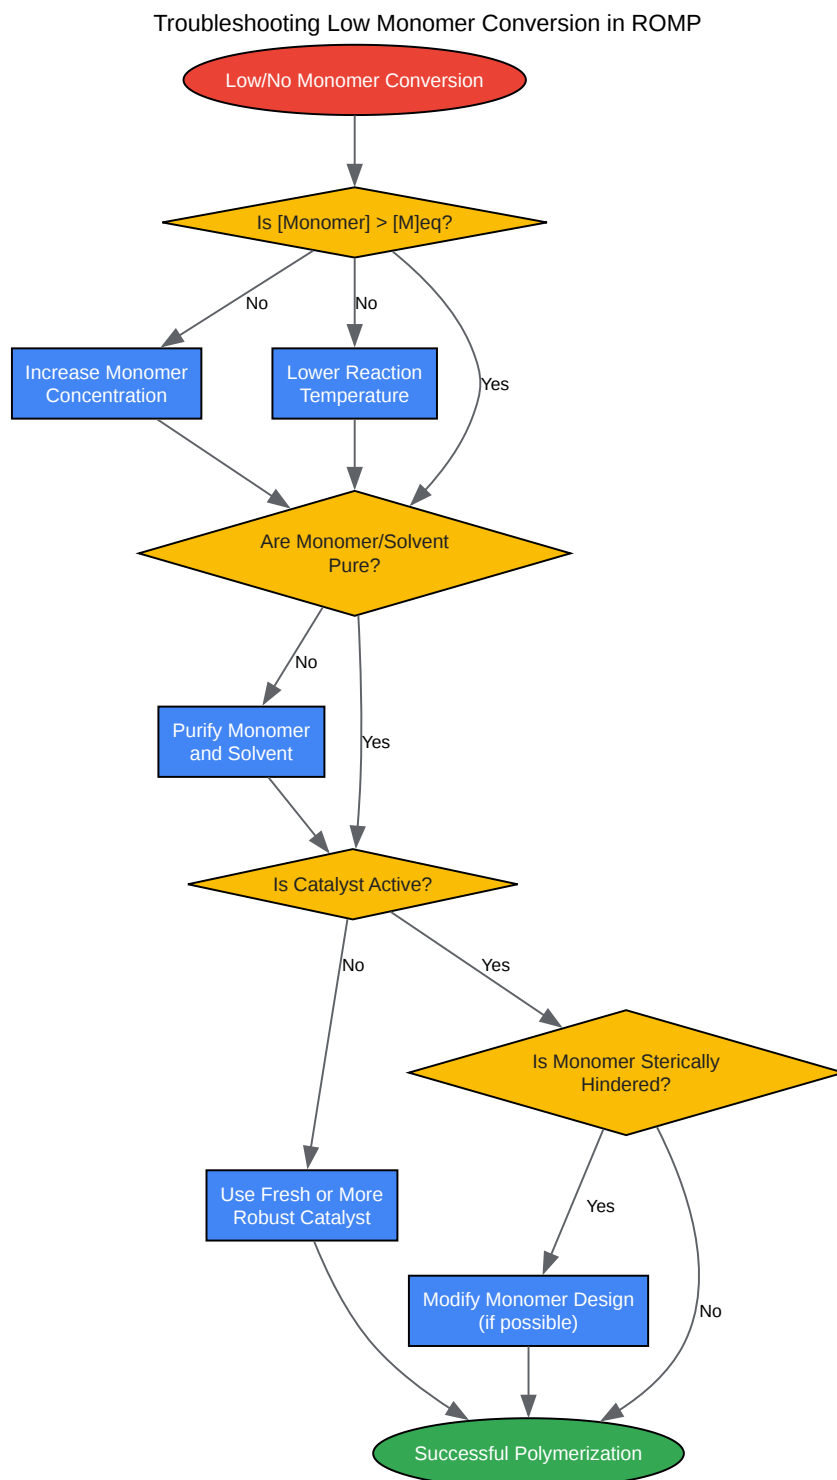 Troubleshooting Low Monomer Conversion in ROMP
Low/No Monomer Conversion
Is [Monomer] > [M]eq?
No
No
Yes
Increase Monomer
Concentration
Lower Reaction
Temperature
Are Monomer/Solvent
Pure?
No
Yes
Purify Monomer
and Solvent
Is Catalyst Active?
No
Yes
Is Monomer Sterically
Hindered?
Use Fresh or More
Robust Catalyst
Yes
No
Modify Monomer Design
(if possible)
Successful Polymerization